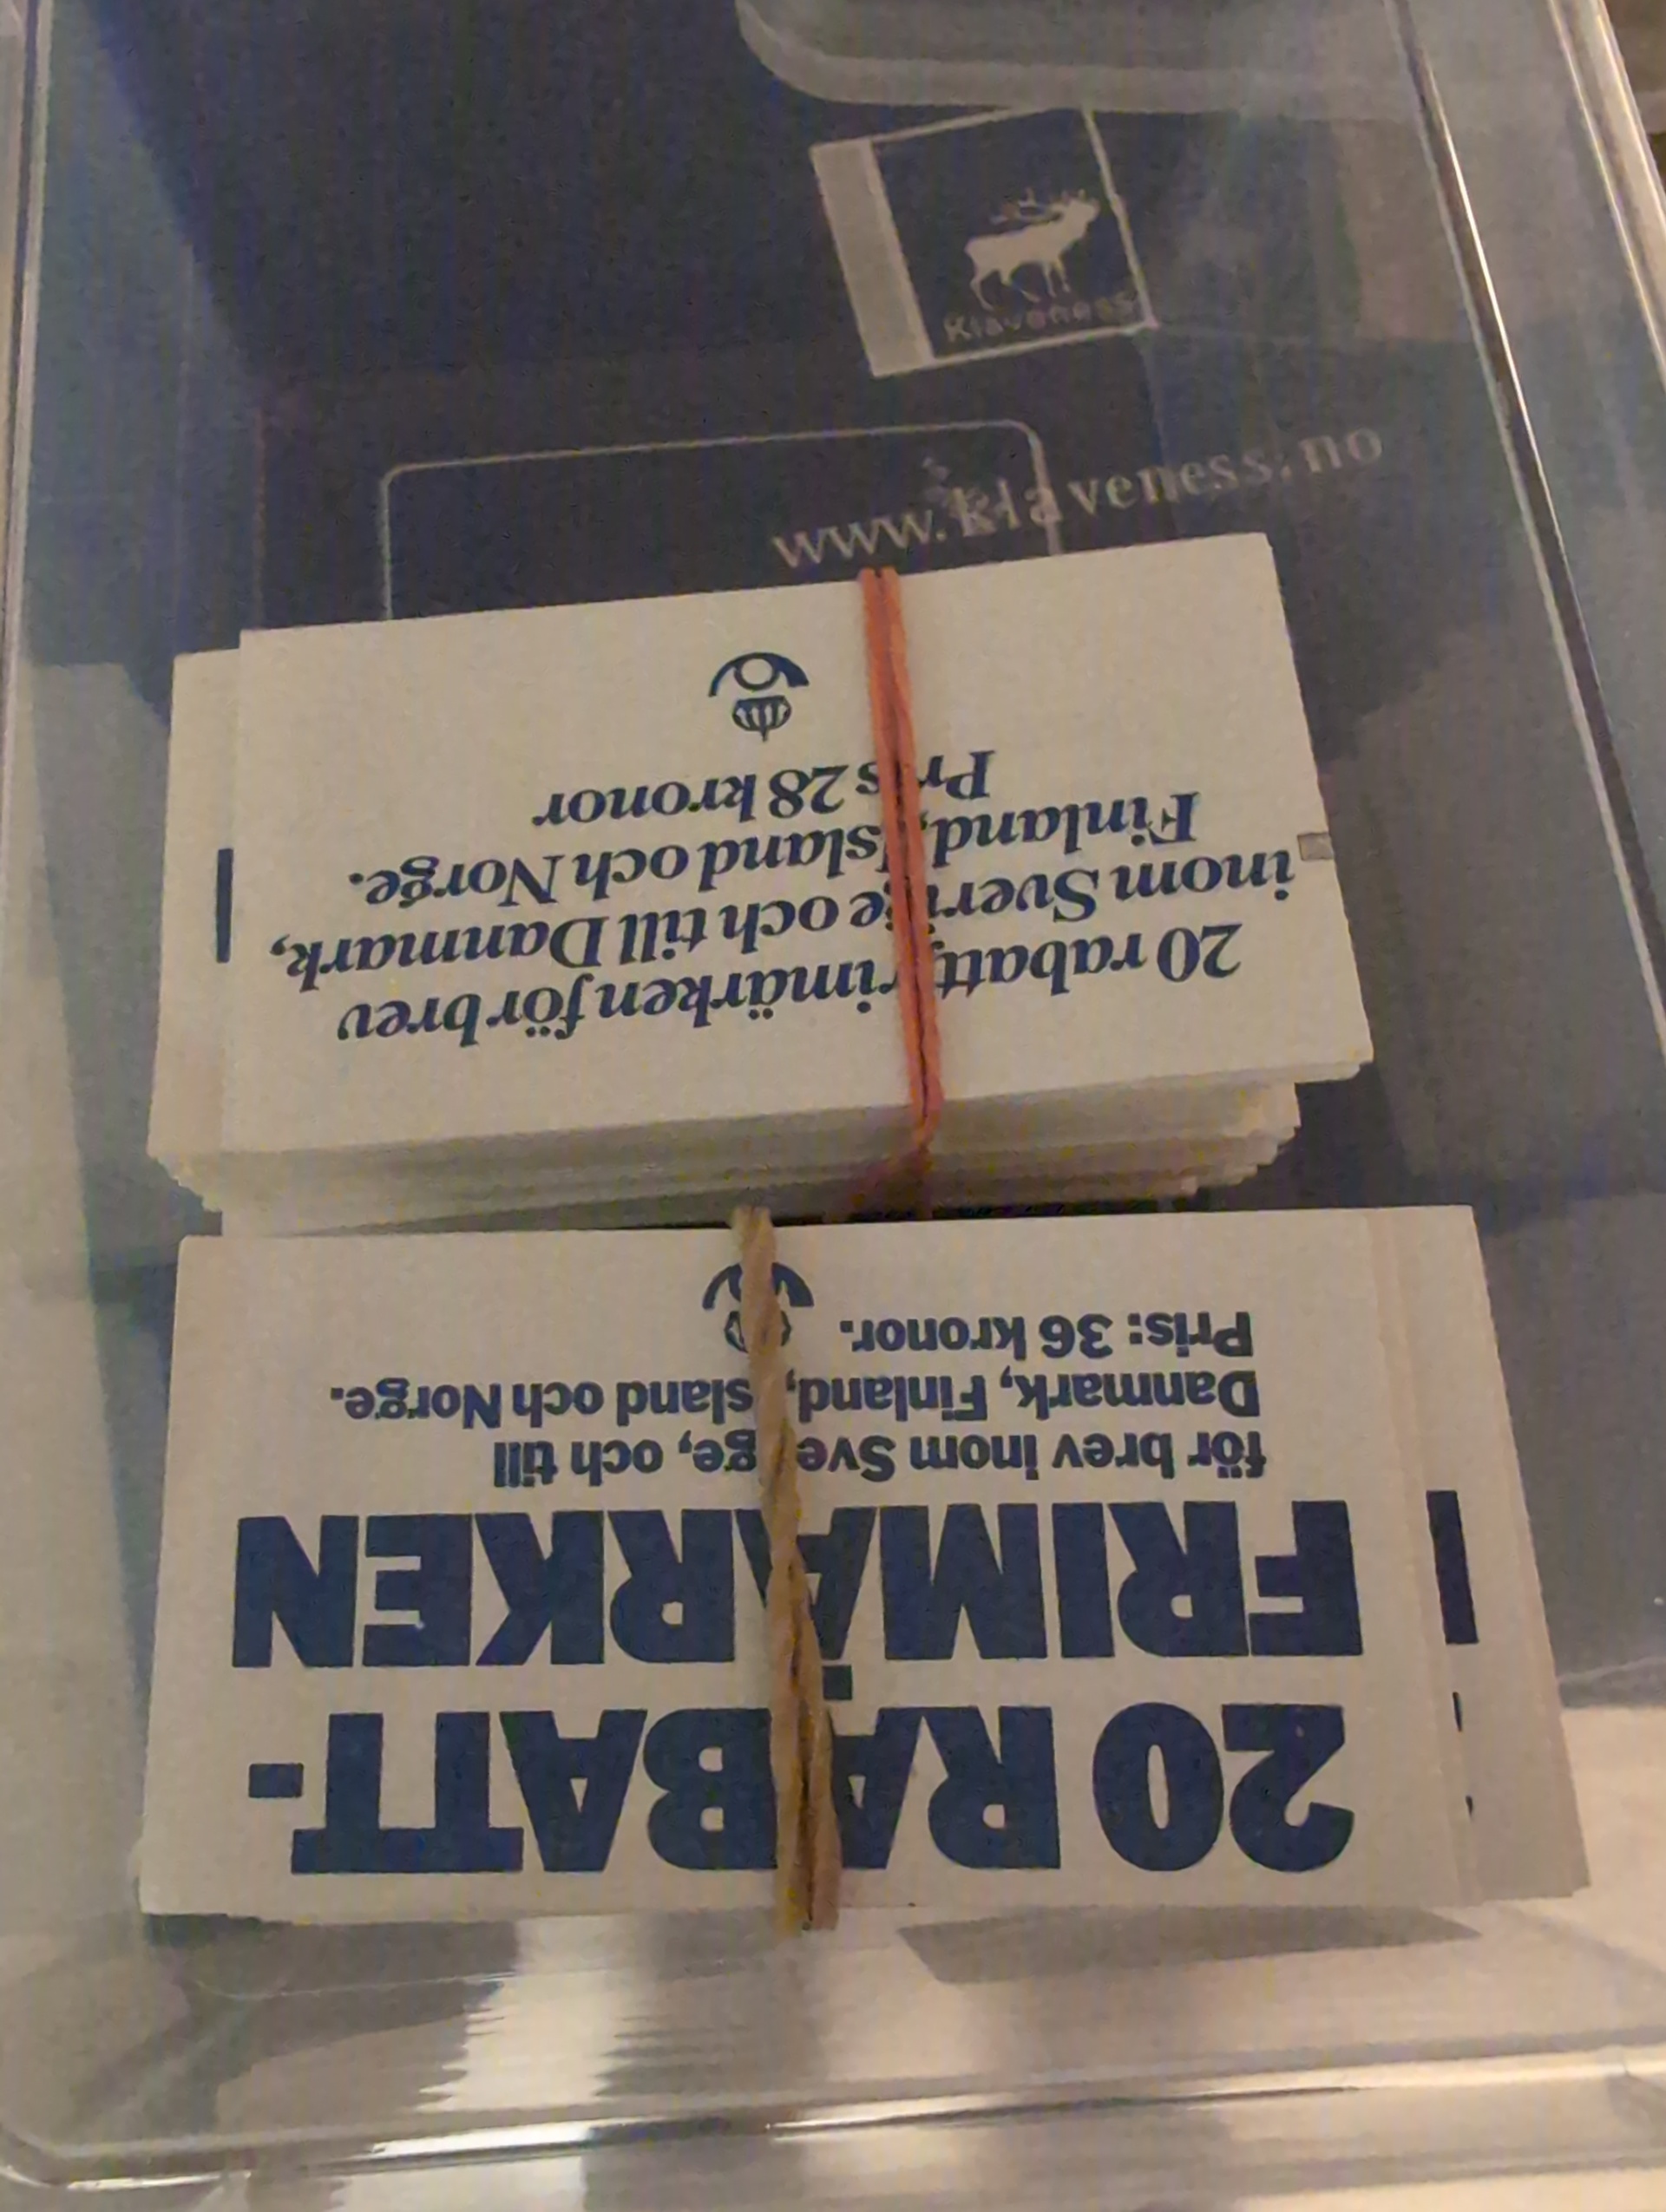 Klaveness
www.klaveness.no
20 rabattfrimärken för brev
inom Sverige och till Danmark,
Finland, Island och Norge.
Pris 28 kronor
20 RABATT-
FRIMÄRKEN
för brev inom Sverige, och till
Danmark, Finland, Island och Norge.
Pris: 36 kronor.